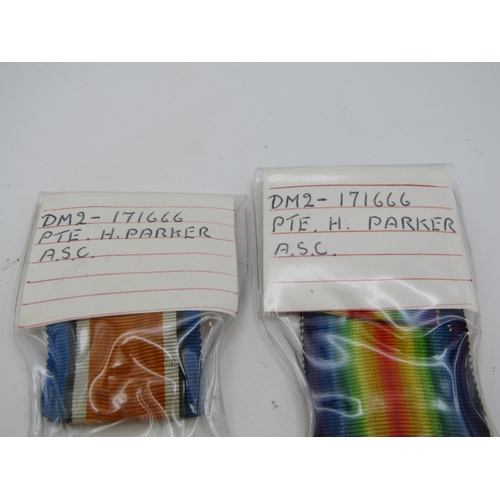 DM2-171666
PTE. H. PARKER
A.S.C.
DM2-171666
PTE. H. PARKER
A.S.C.